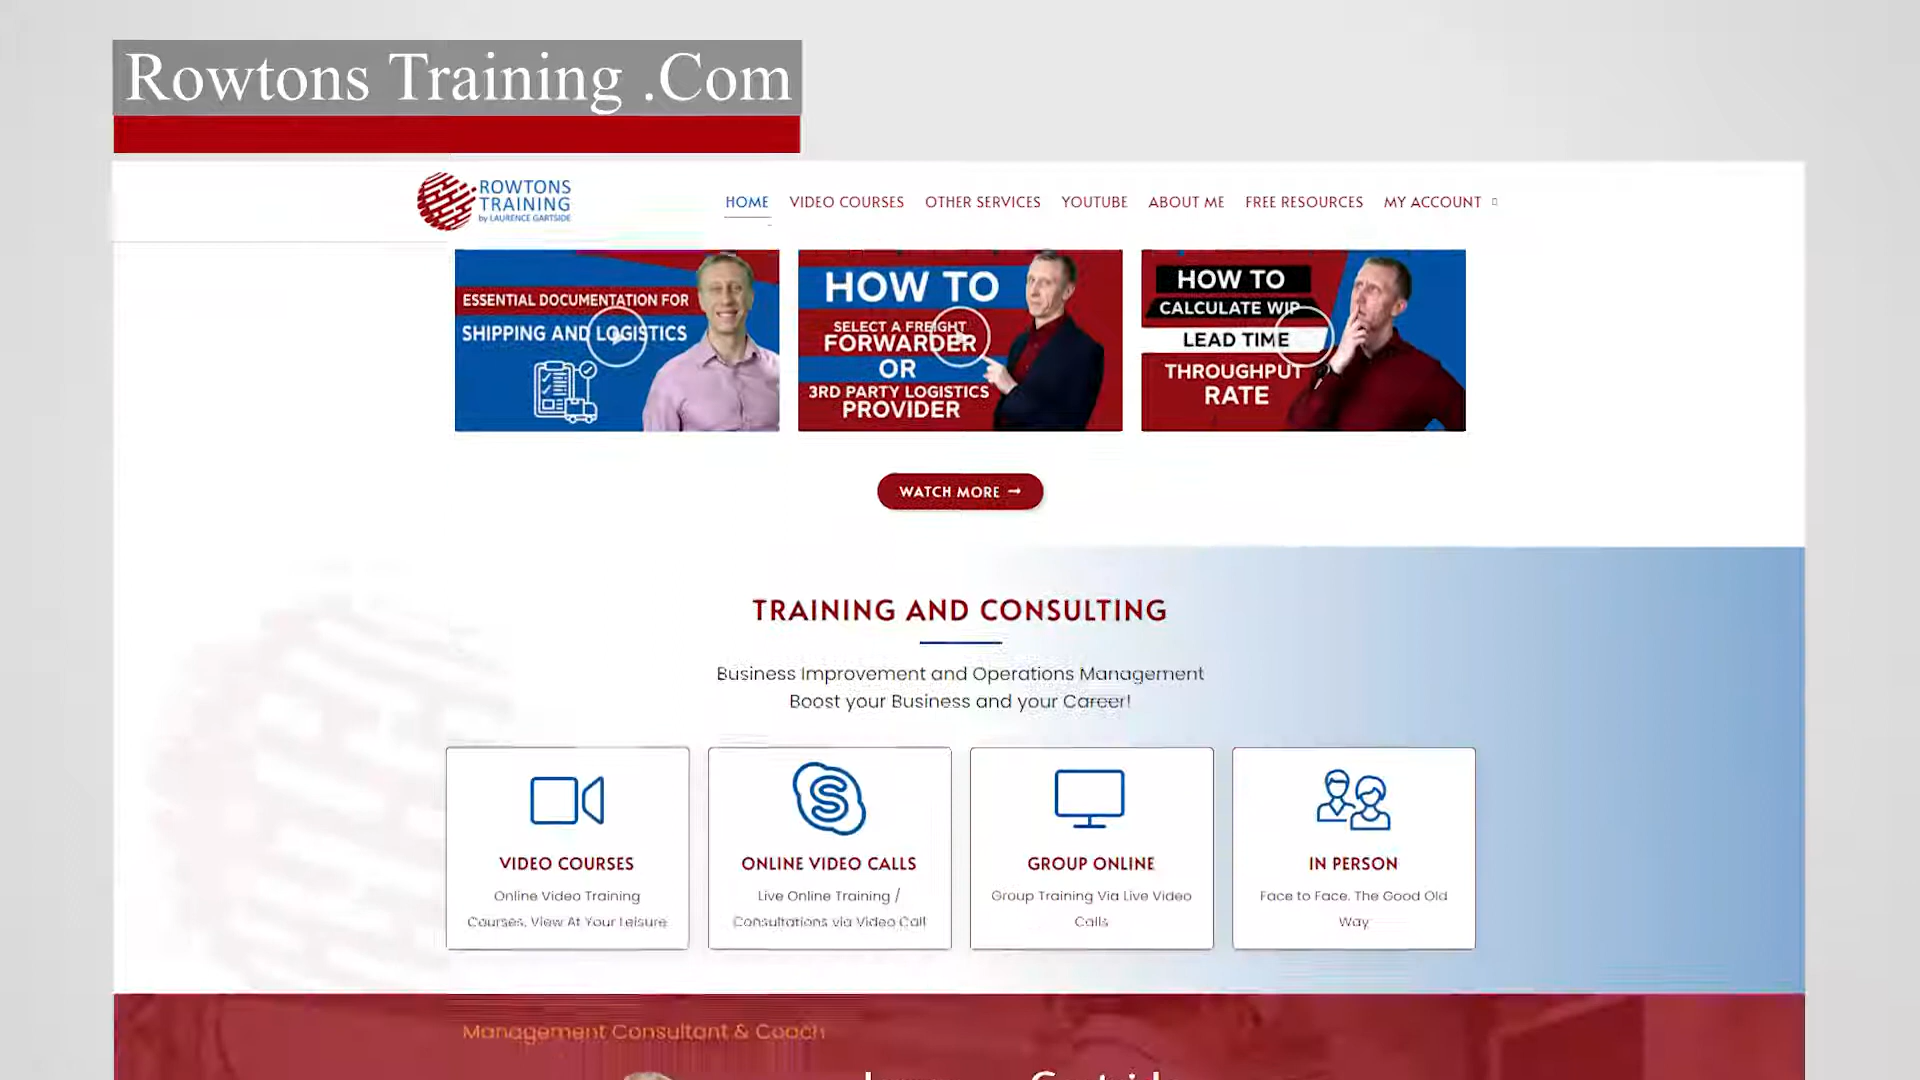 Rowtons Training .Com
ROWTONS
TRAINING
by LAURENCE GARTSIDE
HOME VIDEO COURSES OTHER SERVICES YOUTUBE ABOUT ME FREE RESOURCES MY ACCOUNT
ESSENTIAL DOCUMENTATION FOR
SHIPPING AND LOGISTICS
HOW TO
SELECT A FREIGHT
FORWARDER
OR
3RD PARTY LOGISTICS
PROVIDER
HOW TO
CALCULATE WIP
LEAD TIME
THROUGHPUT
RATE
WATCH MORE →
TRAINING AND CONSULTING
Business Improvement and Operations Management
Boost your Business and your Career!
VIDEO COURSES
Online Video Training
Courses, View At Your Leisure
ONLINE VIDEO CALLS
Live Online Training /
Consultations via Video Call
GROUP ONLINE
Group Training Via Live Video
Calls
IN PERSON
Face to Face. The Good Old
Way
Management Consultant & Coach